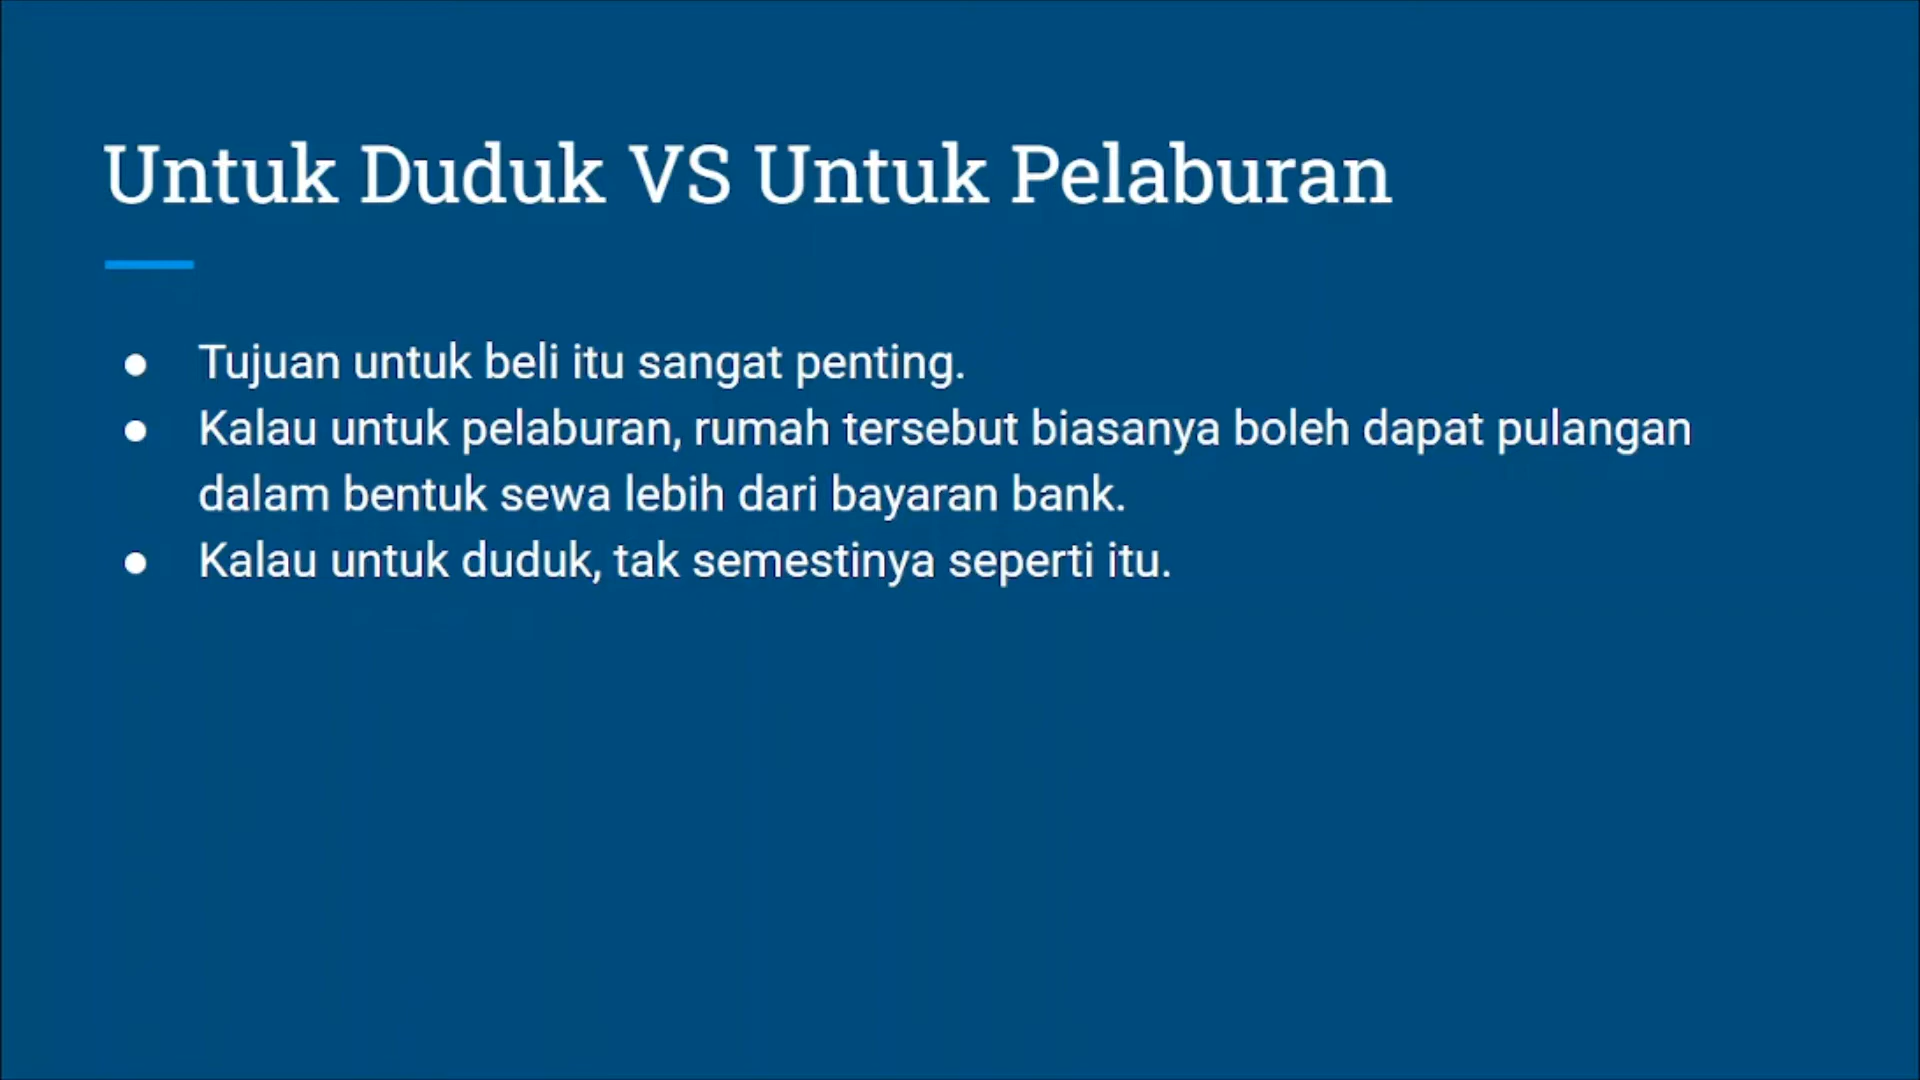 Untuk Duduk VS Untuk Pelaburan
● Tujuan untuk beli itu sangat penting.
● Kalau untuk pelaburan, rumah tersebut biasanya boleh dapat pulangan
dalam bentuk sewa lebih dari bayaran bank.
● Kalau untuk duduk, tak semestinya seperti itu.